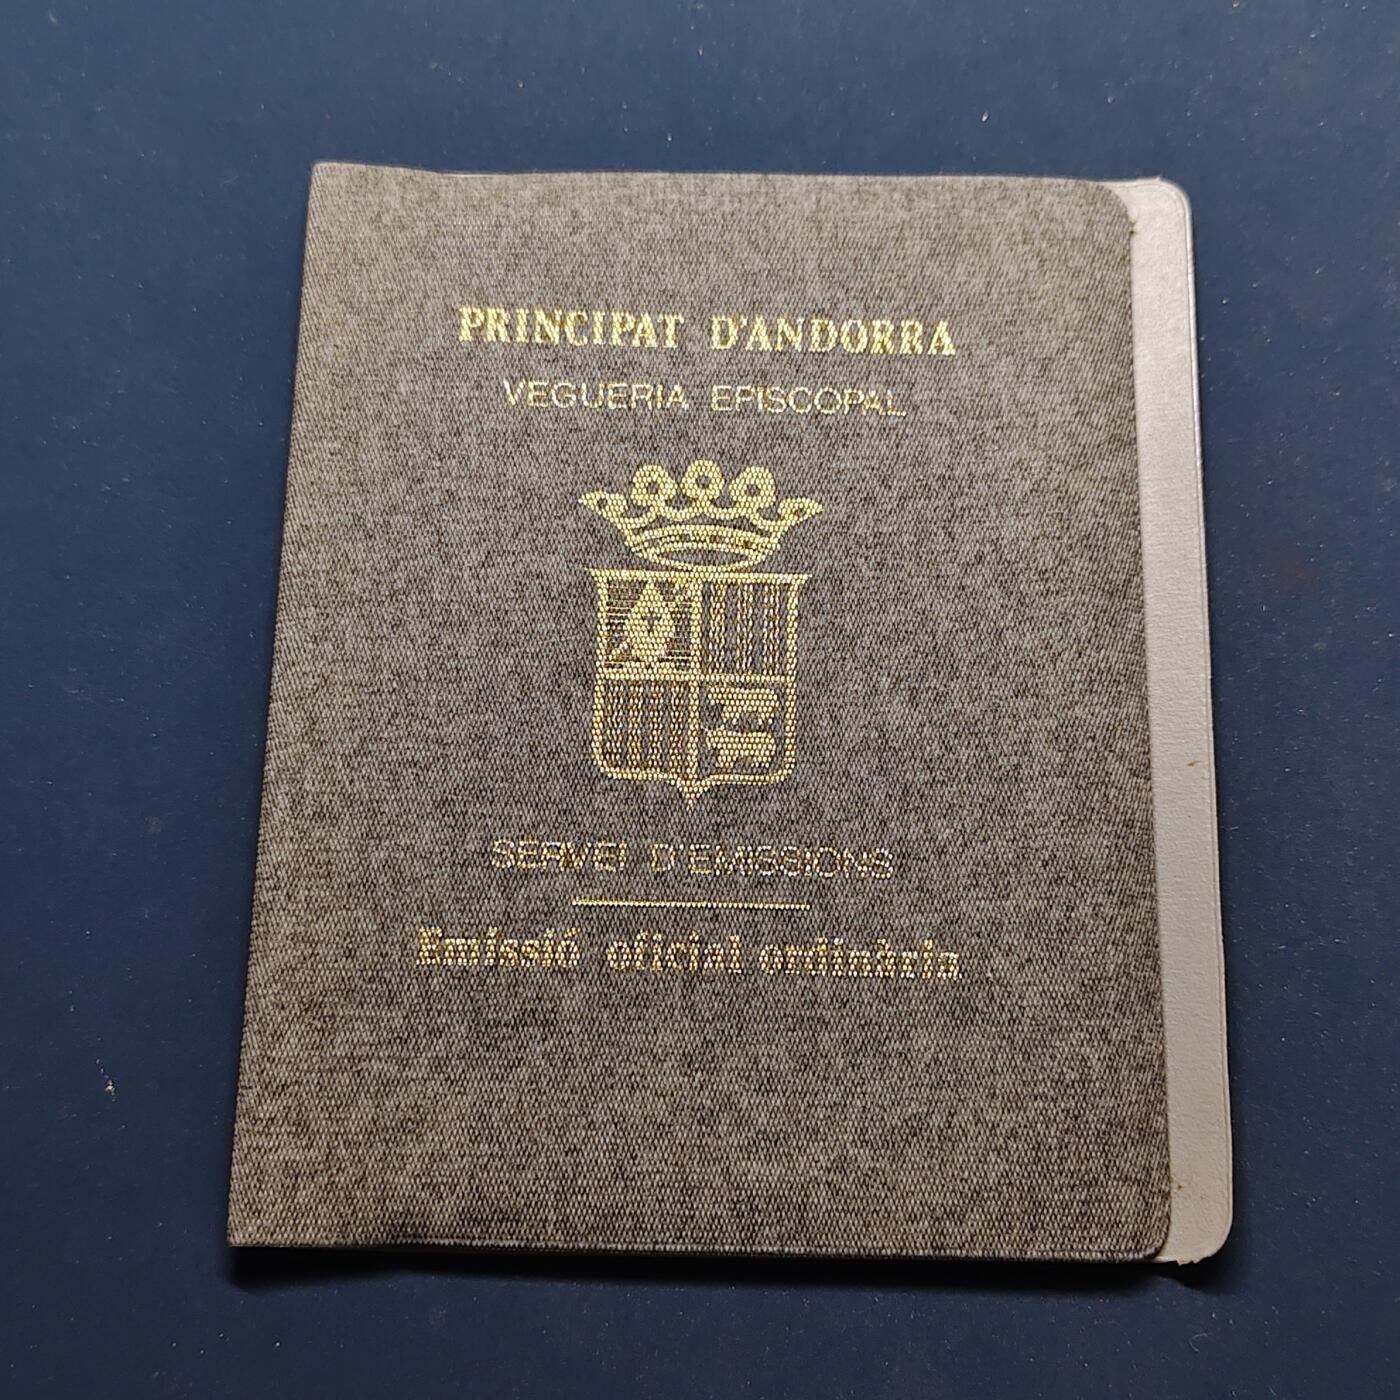 PRINCIPAT D'ANDORRA
VEGUERIA EPISCOPAL
SERVEI D'EMISSIONS
Emissió oficial ordinària